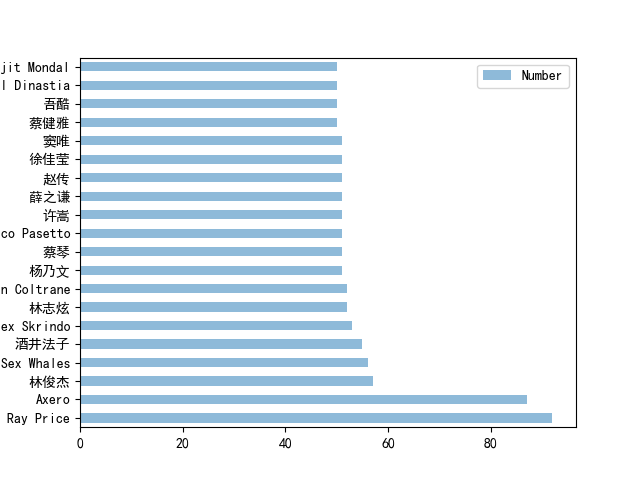 jit Mondal
l Dinastia
吾酷
蔡健雅
窦唯
徐佳莹
赵传
薛之谦
许嵩
co Pasetto
蔡琴
杨乃文
n Coltrane
林志炫
ex Skrindo
酒井法子
Sex Whales
林俊杰
Axero
Ray Price
0 20 40 60 80
Number